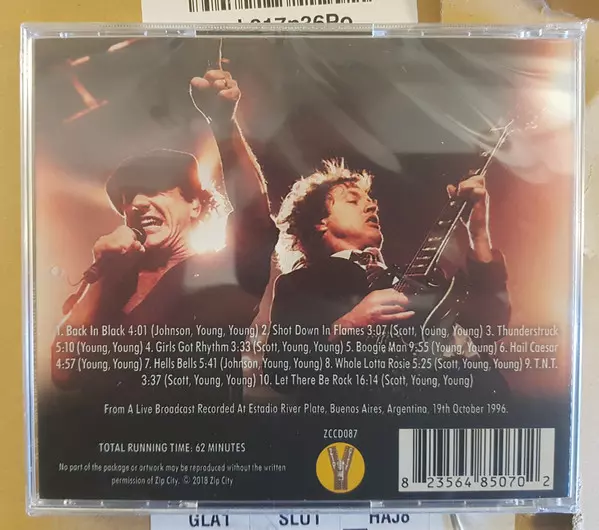 1. Back In Black 4:01 (Johnson, Young, Young) 2. Shot Down In Flames 3:07 (Scott, Young, Young) 3. Thunderstruck
5:10 (Young, Young) 4. Girls Got Rhythm 3:33 (Scott, Young, Young) 5. Boogie Man 9:55 (Young, Young) 6. Hail Caesar
4:57 (Young, Young) 7. Hells Bells 5:41 (Johnson, Young, Young) 8. Whole Lotta Rosie 5:25 (Scott, Young, Young) 9. T.N.T.
3:37 (Scott, Young, Young) 10. Let There Be Rock 16:14 (Scott, Young, Young)
From A Live Broadcast Recorded At Estadio River Plate, Buenos Aires, Argentina, 19th October 1996.
ZCCD087
TOTAL RUNNING TIME: 62 MINUTES
No part of the package or artwork may be reproduced without the written
permission of Zip City. © 2018 Zip City
8 23564 85070 2
GLA1 SLUT HAJ8